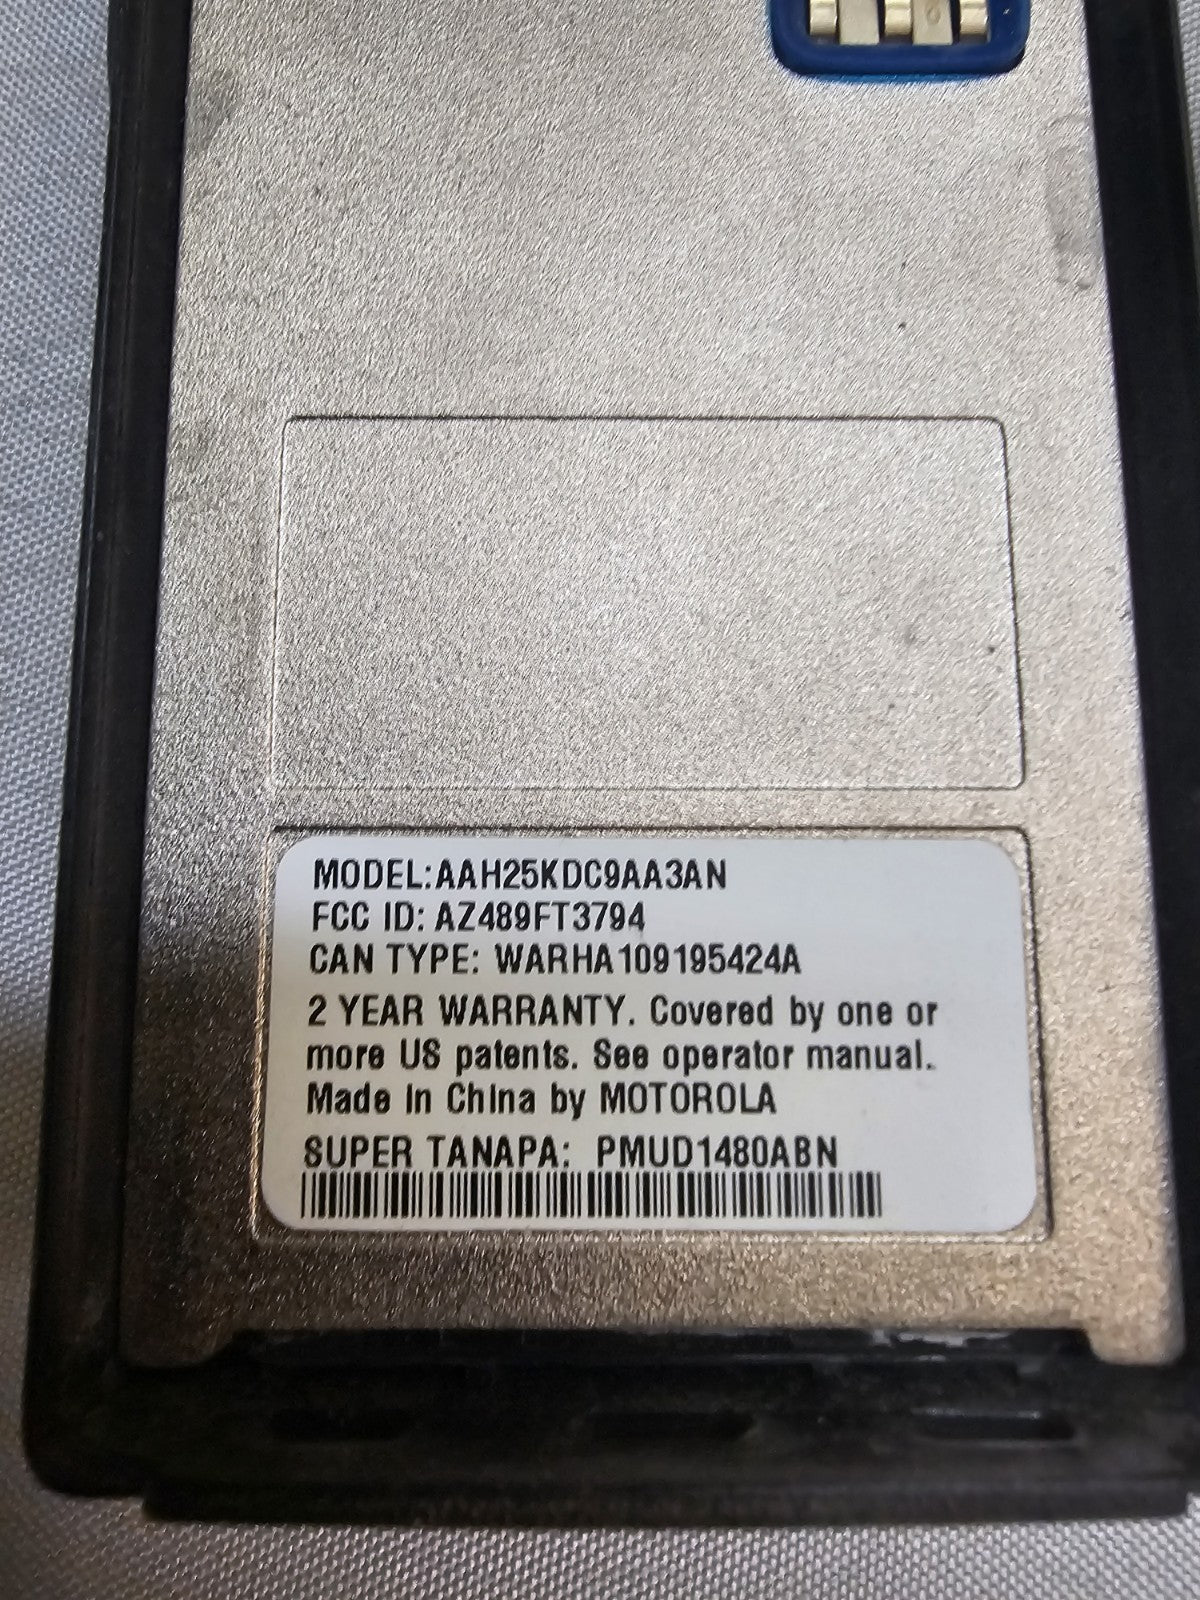 MODEL:AAH25KDC9AA3AN
FCC ID: AZ489FT3794
CAN TYPE: WARHA109195424A
2 YEAR WARRANTY. Covered by one or
more US patents. See operator manual.
Made In China by MOTOROLA
SUPER TANAPA: PMUD1480ABN